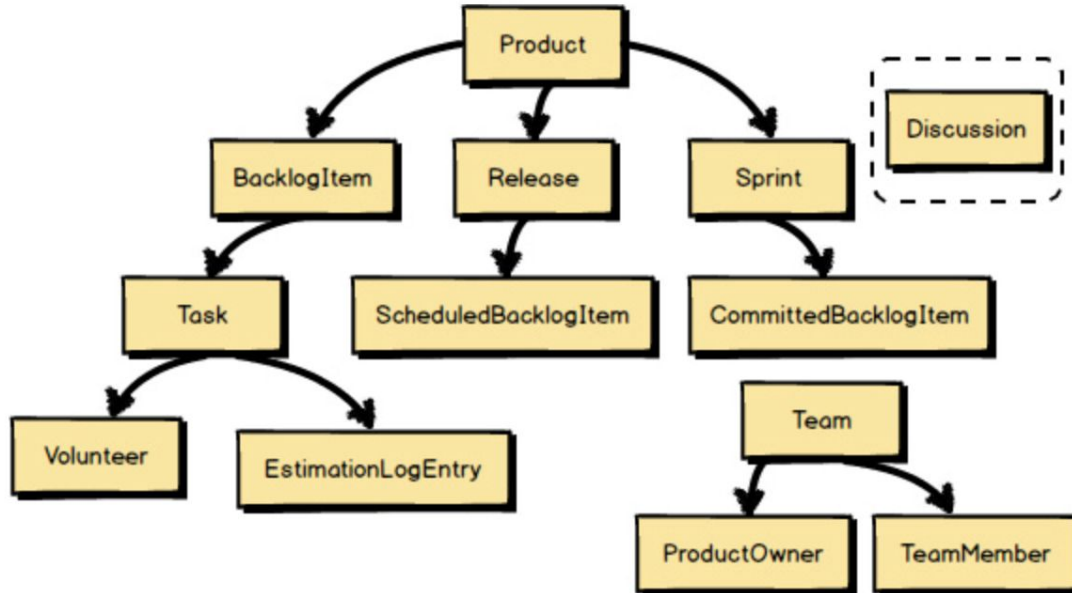 Product
Discussion
BacklogItem
Release
Sprint
Task
ScheduledBacklogItem
CommittedBacklogItem
Team
Volunteer
EstimationLogEntry
ProductOwner
TeamMember